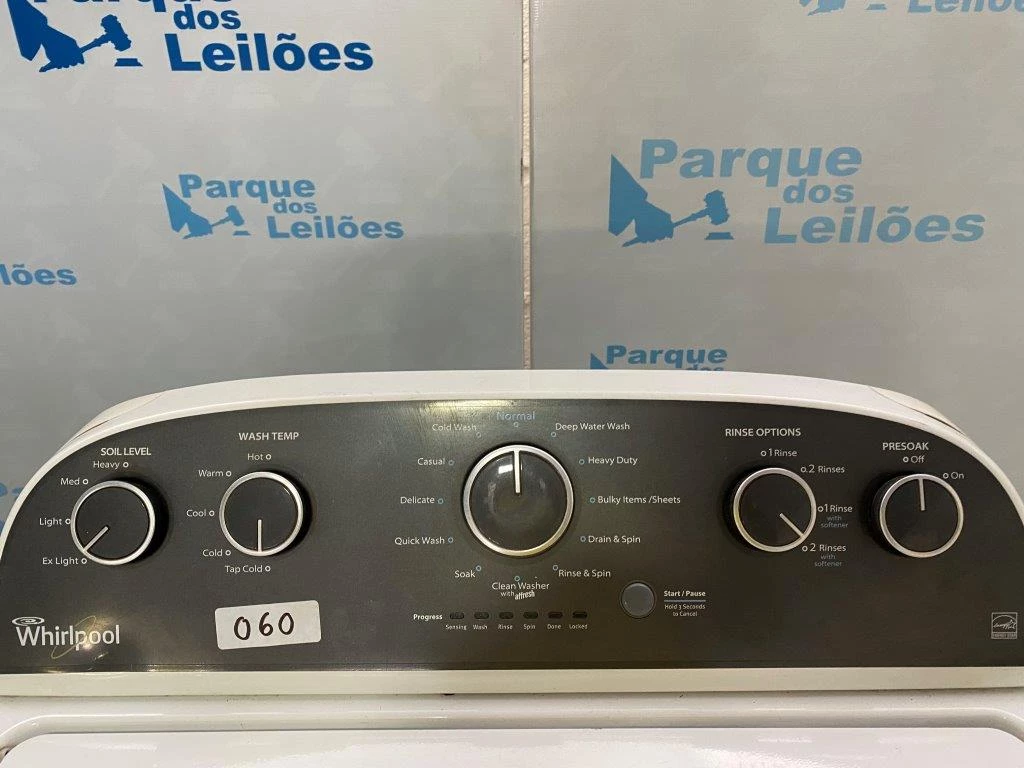 Parque
dos
Leilões
Parque
dos
Leilões
Parque
dos
Leilões
Leilões
lões
Parque
dos
SOIL LEVEL
Heavy
Med
Light
Ex Light
WASH TEMP
Hot
Warm
Cool
Cold
Tap Cold
Normal
Cold Wash
Deep Water Wash
Casual
Heavy Duty
Delicate
Bulky Items /Sheets
Quick Wash
Drain & Spin
Soak
Rinse & Spin
Clean Washer
with affresh
RINSE OPTIONS
1 Rinse
2 Rinses
1 Rinse
with
softener
2 Rinses
with
softener
PRESOAK
Off
On
Progress
Sensing Wash Rinse Spin Done Locked
Start / Pause
Hold 3 Seconds
to Cancel
Whirlpool
060
ENERGY STAR